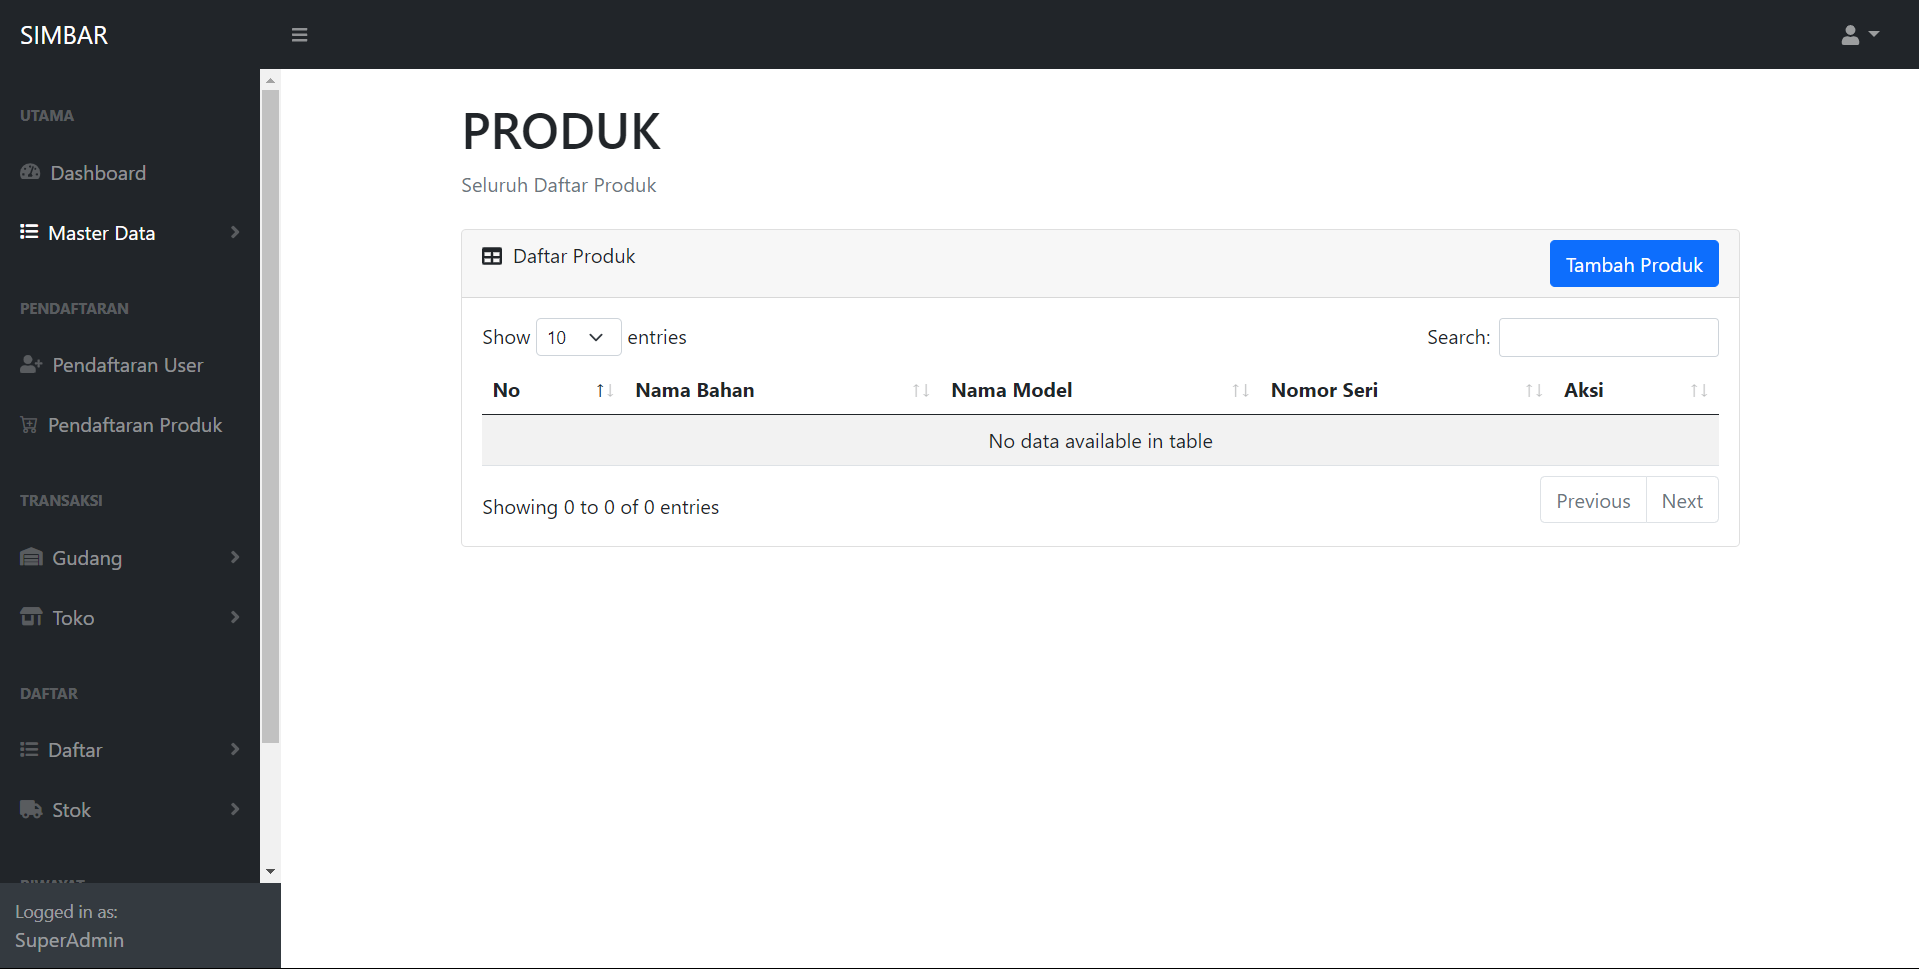 SIMBAR
UTAMA
Dashboard
Master Data
PENDAFTARAN
Pendaftaran User
Pendaftaran Produk
TRANSAKSI
Gudang
Toko
DAFTAR
Daftar
Stok
Logged in as:
SuperAdmin
PRODUK
Seluruh Daftar Produk
Daftar Produk
Tambah Produk
Show 10 entries
Search:
No Nama Bahan Nama Model Nomor Seri Aksi
No data available in table
Showing 0 to 0 of 0 entries
Previous Next